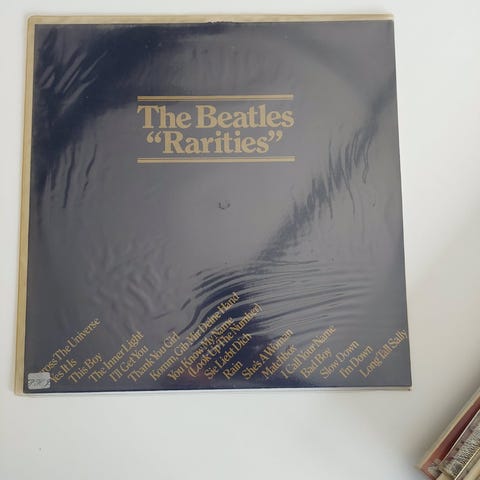 The Beatles
“Rarities”
Across The Universe
Yes It Is
This Boy
The Inner Light
I'll Get You
Thank You Girl
Komm, Gib Mir Deine Hand
You Know My Name
(Look Up The Number)
Sie Liebt Dich
Rain
She's A Woman
Matchbox
I Call Your Name
Bad Boy
Slow Down
I'm Down
Long Tall Sally